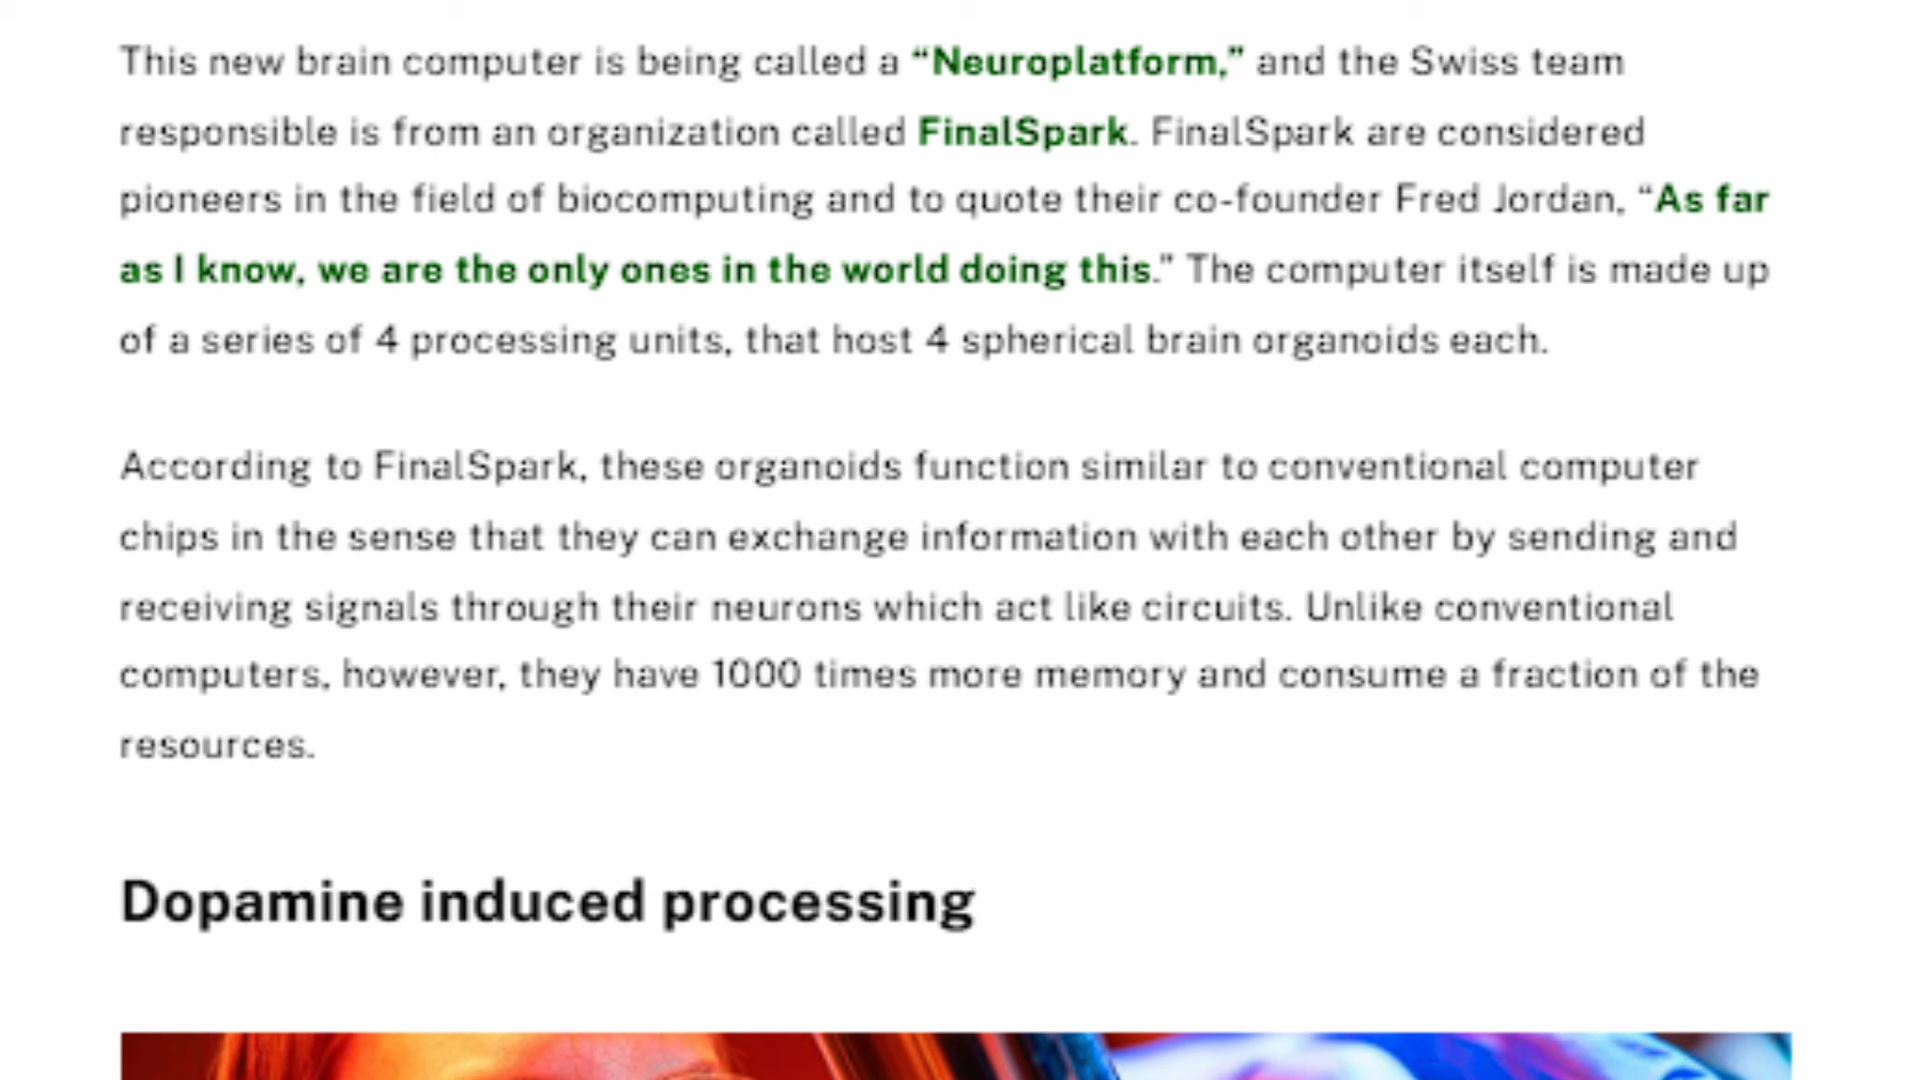 This new brain computer is being called a “Neuroplatform,” and the Swiss team
responsible is from an organization called FinalSpark. FinalSpark are considered
pioneers in the field of biocomputing and to quote their co-founder Fred Jordan, “As far
as I know, we are the only ones in the world doing this.” The computer itself is made up
of a series of 4 processing units, that host 4 spherical brain organoids each.
According to FinalSpark, these organoids function similar to conventional computer
chips in the sense that they can exchange information with each other by sending and
receiving signals through their neurons which act like circuits. Unlike conventional
computers, however, they have 1000 times more memory and consume a fraction of the
resources.
Dopamine induced processing